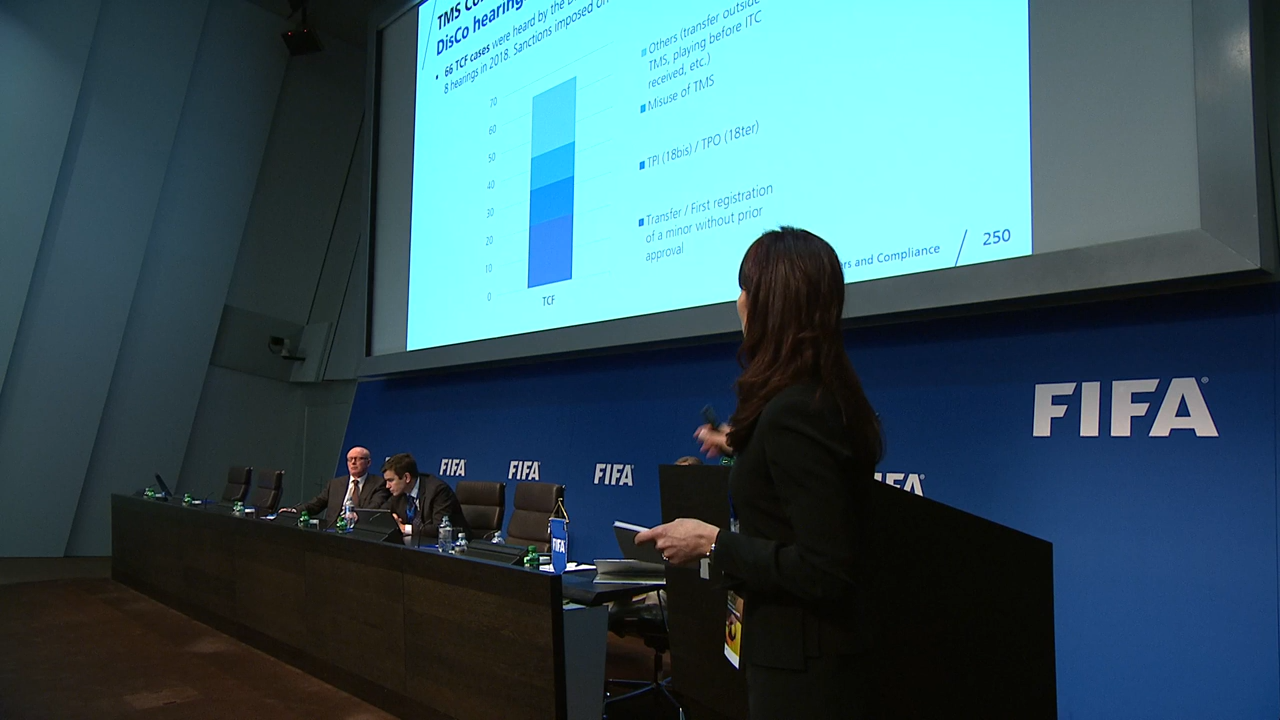 TMS Co
DisCo hearing
• 66 TCF cases were heard by the D
8 hearings in 2018. Sanctions imposed on
70
60
50
40
30
20
10
0
TCF
Others (transfer outside
TMS, playing before ITC
received, etc.)
Misuse of TMS
TPI (18bis) / TPO (18ter)
Transfer / First registration
of a minor without prior
approval
rs and Compliance
250
FIFA
FIFA
FIFA
FIFA
FIFA
FIFA